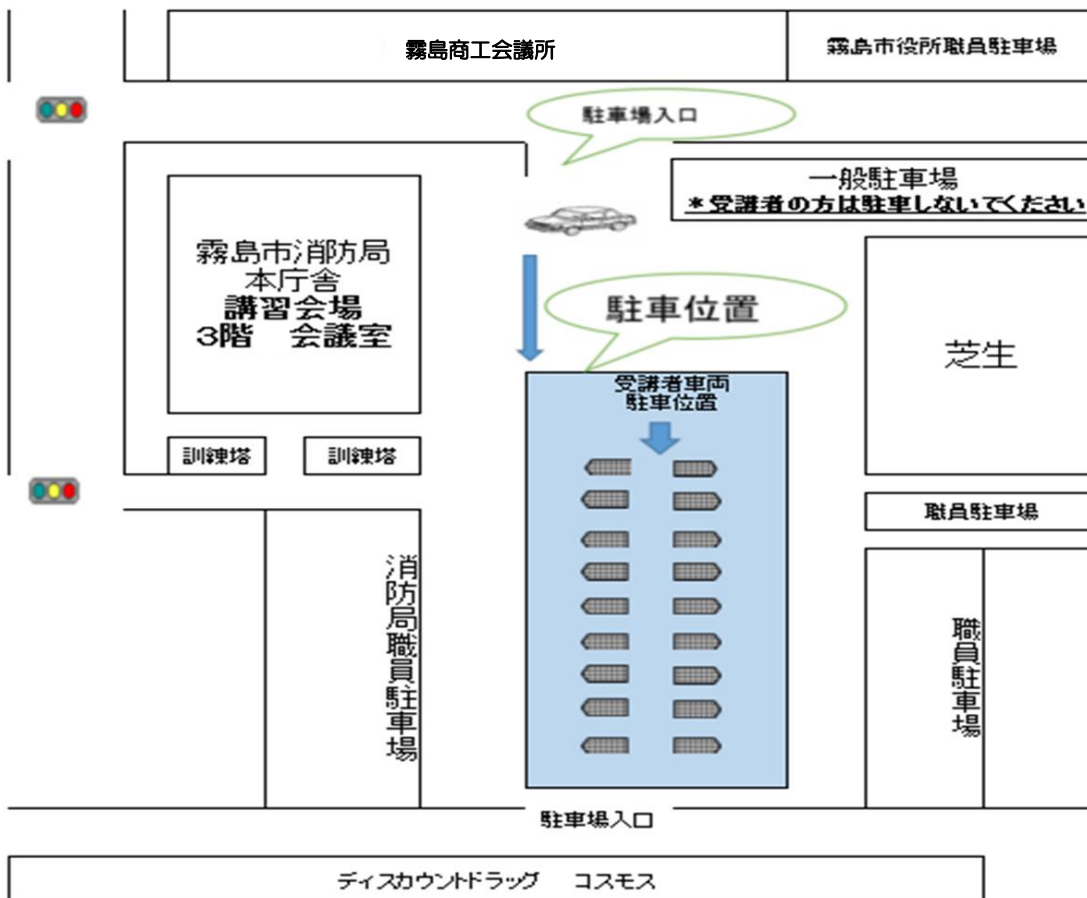 霧島商工会議所
霧島市役所職員駐車場
駐車場入口
一般駐車場
*受講者の方は駐車しないでください
霧島市消防局
本庁舎
講習会場
3階　会議室
駐車位置
芝生
受講者車両
駐車位置
訓練塔
訓練塔
職員駐車場
消防局職員駐車場
職員駐車場
駐車場入口
ディスカウントドラッグ　コスモス